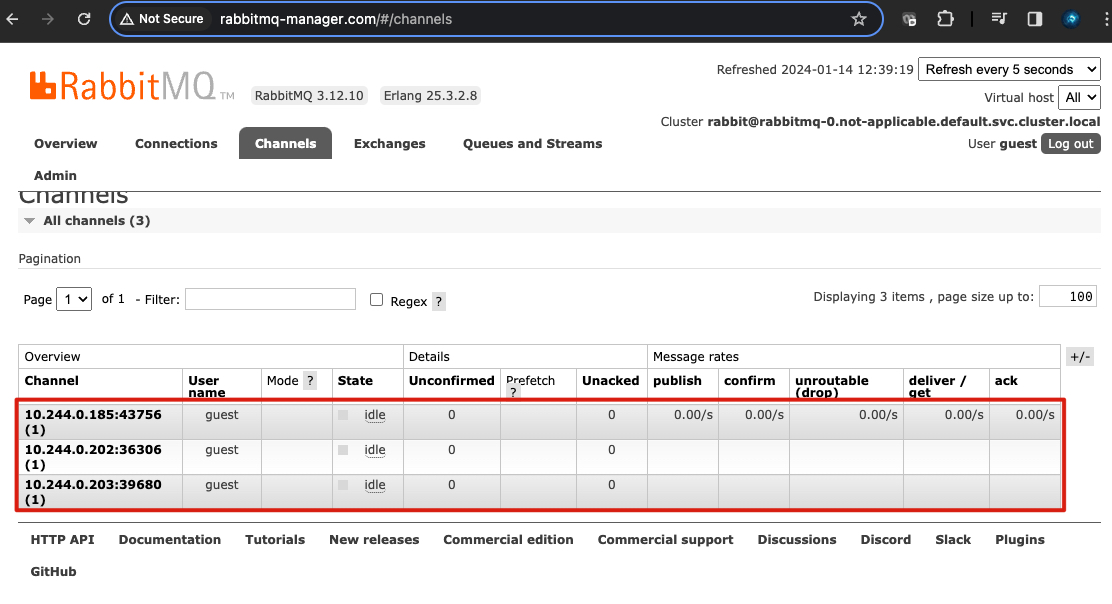 Not Secure rabbitmq-manager.com/#/channels
Refreshed 2024-01-14 12:39:19 Refresh every 5 seconds
RabbitMQ TM RabbitMQ 3.12.10 Erlang 25.3.2.8
Virtual host All
Cluster rabbit@rabbitmq-0.not-applicable.default.svc.cluster.local
User guest Log out
Overview Connections Channels Exchanges Queues and Streams
Admin
Channels
All channels (3)
Pagination
Page 1 of 1 - Filter: Regex ?
Displaying 3 items , page size up to: 100
Overview Details Message rates +/-
Channel User name Mode ? State Unconfirmed Prefetch ? Unacked publish confirm unroutable (drop) deliver / get ack
10.244.0.185:43756 (1) guest idle 0 0 0.00/s 0.00/s 0.00/s 0.00/s 0.00/s
10.244.0.202:36306 (1) guest idle 0 0
10.244.0.203:39680 (1) guest idle 0 0
HTTP API Documentation Tutorials New releases Commercial edition Commercial support Discussions Discord Slack Plugins
GitHub